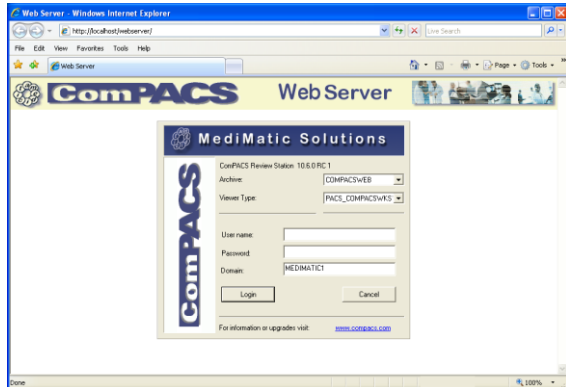 Web Server - Windows Internet Explorer
http://localhost/webserver/
Live Search
File Edit View Favorites Tools Help
Web Server
Page Tools
ComPACS Web Server
MediMatic Solutions
ComPACS
ComPACS Review Station 10.6.0 RC 1
Archive: COMPACSWEB
Viewer Type: PACS_COMPACSWKS
User name:
Password:
Domain: MEDIMATIC1
Login Cancel
For information or upgrades visit: www.compacs.com
Done 100%